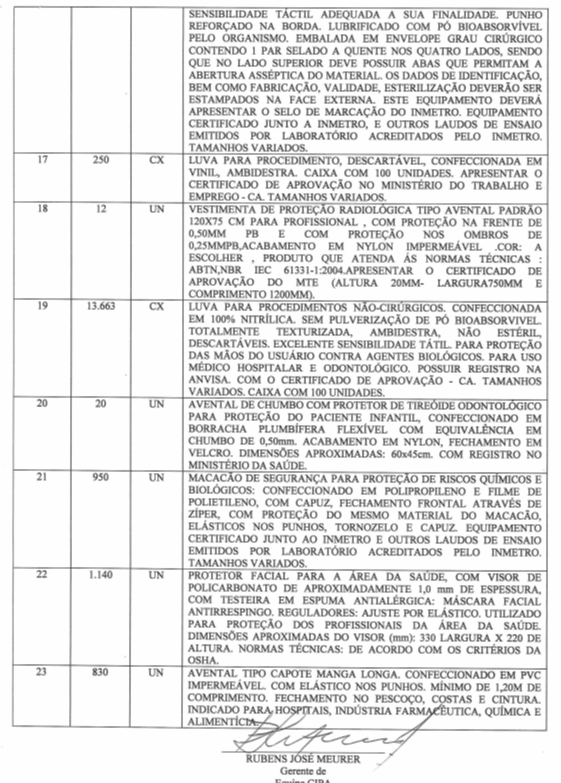 SENSIBILIDADE TÁCTIL ADEQUADA A SUA FINALIDADE. PUNHO
REFORÇADO NA BORDA. LUBRIFICADO COM PÓ BIOABSORVÍVEL
PELO ORGANISMO. EMBALADA EM ENVELOPE GRAU CIRÚRGICO
CONTENDO 1 PAR SELADO A QUENTE NOS QUATRO LADOS, SENDO
QUE NO LADO SUPERIOR DEVE POSSUIR ABAS QUE PERMITAM A
ABERTURA ASSÉPTICA DO MATERIAL. OS DADOS DE IDENTIFICAÇÃO,
BEM COMO FABRICAÇÃO, VALIDADE, ESTERILIZAÇÃO DEVERÃO SER
ESTAMPADOS NA FACE EXTERNA. ESTE EQUIPAMENTO DEVERÁ
APRESENTAR O SELO DE MARCAÇÃO DO INMETRO. EQUIPAMENTO
CERTIFICADO JUNTO A INMETRO, E OUTROS LAUDOS DE ENSAIO
EMITIDOS POR LABORATÓRIO ACREDITADOS PELO INMETRO.
TAMANHOS VARIADOS.
17 250 CX LUVA PARA PROCEDIMENTO, DESCARTÁVEL, CONFECCIONADA EM
VINIL, AMBIDESTRA. CAIXA COM 100 UNIDADES. APRESENTAR O
CERTIFICADO DE APROVAÇÃO NO MINISTÉRIO DO TRABALHO E
EMPREGO - CA. TAMANHOS VARIADOS.
18 12 UN VESTIMENTA DE PROTEÇÃO RADIOLÓGICA TIPO AVENTAL PADRÃO
120X75 CM PARA PROFISSIONAL , COM PROTEÇÃO NA FRENTE DE
0,50MM PB E COM PROTEÇÃO NOS OMBROS DE
0,25MMPB,ACABAMENTO EM NYLON IMPERMEÁVEL .COR: A
ESCOLHER , PRODUTO QUE ATENDA ÁS NORMAS TÉCNICAS :
ABTN,NBR IEC 61331-1:2004.APRESENTAR O CERTIFICADO DE
APROVAÇÃO DO MTE (ALTURA 20MM- LARGURA750MM E
COMPRIMENTO 1200MM).
19 13.663 CX LUVA PARA PROCEDIMENTOS NÃO-CIRÚRGICOS. CONFECCIONADA
EM 100% NITRÍLICA. SEM PULVERIZAÇÃO DE PÓ BIOABSORVIVEL.
TOTALMENTE TEXTURIZADA, AMBIDESTRA, NÃO ESTÉRIL,
DESCARTÁVEIS. EXCELENTE SENSIBILIDADE TÁTIL. PARA PROTEÇÃO
DAS MÃOS DO USUÁRIO CONTRA AGENTES BIOLÓGICOS. PARA USO
MÉDICO HOSPITALAR E ODONTOLÓGICO. POSSUIR REGISTRO NA
ANVISA. COM O CERTIFICADO DE APROVAÇÃO - CA. TAMANHOS
VARIADOS. CAIXA COM 100 UNIDADES.
20 20 UN AVENTAL DE CHUMBO COM PROTETOR DE TIREÓIDE ODONTOLÓGICO
PARA PROTEÇÃO DO PACIENTE INFANTIL, CONFECCIONADO EM
BORRACHA PLUMBÍFERA FLEXÍVEL COM EQUIVALÊNCIA EM
CHUMBO DE 0,50mm. ACABAMENTO EM NYLON, FECHAMENTO EM
VELCRO. DIMENSÕES APROXIMADAS: 60x45cm. COM REGISTRO NO
MINISTÉRIO DA SAÚDE.
21 950 UN MACACÃO DE SEGURANÇA PARA PROTEÇÃO DE RISCOS QUÍMICOS E
BIOLÓGICOS: CONFECCIONADO EM POLIPROPILENO E FILME DE
POLIETILENO, COM CAPUZ, FECHAMENTO FRONTAL ATRAVÉS DE
ZÍPER, COM PROTEÇÃO DO MESMO MATERIAL DO MACACÃO,
ELÁSTICOS NOS PUNHOS, TORNOZELO E CAPUZ. EQUIPAMENTO
CERTIFICADO JUNTO AO INMETRO E OUTROS LAUDOS DE ENSAIO
EMITIDOS POR LABORATÓRIO ACREDITADOS PELO INMETRO.
TAMANHOS VARIADOS.
22 1.140 UN PROTETOR FACIAL PARA A ÁREA DA SAÚDE, COM VISOR DE
POLICARBONATO DE APROXIMADAMENTE 1,0 mm DE ESPESSURA,
COM TESTEIRA EM ESPUMA ANTIALÉRGICA: MÁSCARA FACIAL
ANTIRRESPINGO. REGULADORES: AJUSTE POR ELÁSTICO. UTILIZADO
PARA PROTEÇÃO DOS PROFISSIONAIS DA ÁREA DA SAÚDE.
DIMENSÕES APROXIMADAS DO VISOR (mm): 330 LARGURA X 220 DE
ALTURA. NORMAS TÉCNICAS: DE ACORDO COM OS CRITÉRIOS DA
OSHA.
23 830 UN AVENTAL TIPO CAPOTE MANGA LONGA. CONFECCIONADO EM PVC
IMPERMEÁVEL. COM ELÁSTICO NOS PUNHOS. MÍNIMO DE 1,20M DE
COMPRIMENTO. FECHAMENTO NO PESCOÇO, COSTAS E CINTURA.
INDICADO PARA HOSPITAIS, INDÚSTRIA FARMACÊUTICA, QUÍMICA E
ALIMENTÍCIA.
RUBENS JOSÉ MEURER
Gerente de
Equipe CIPA